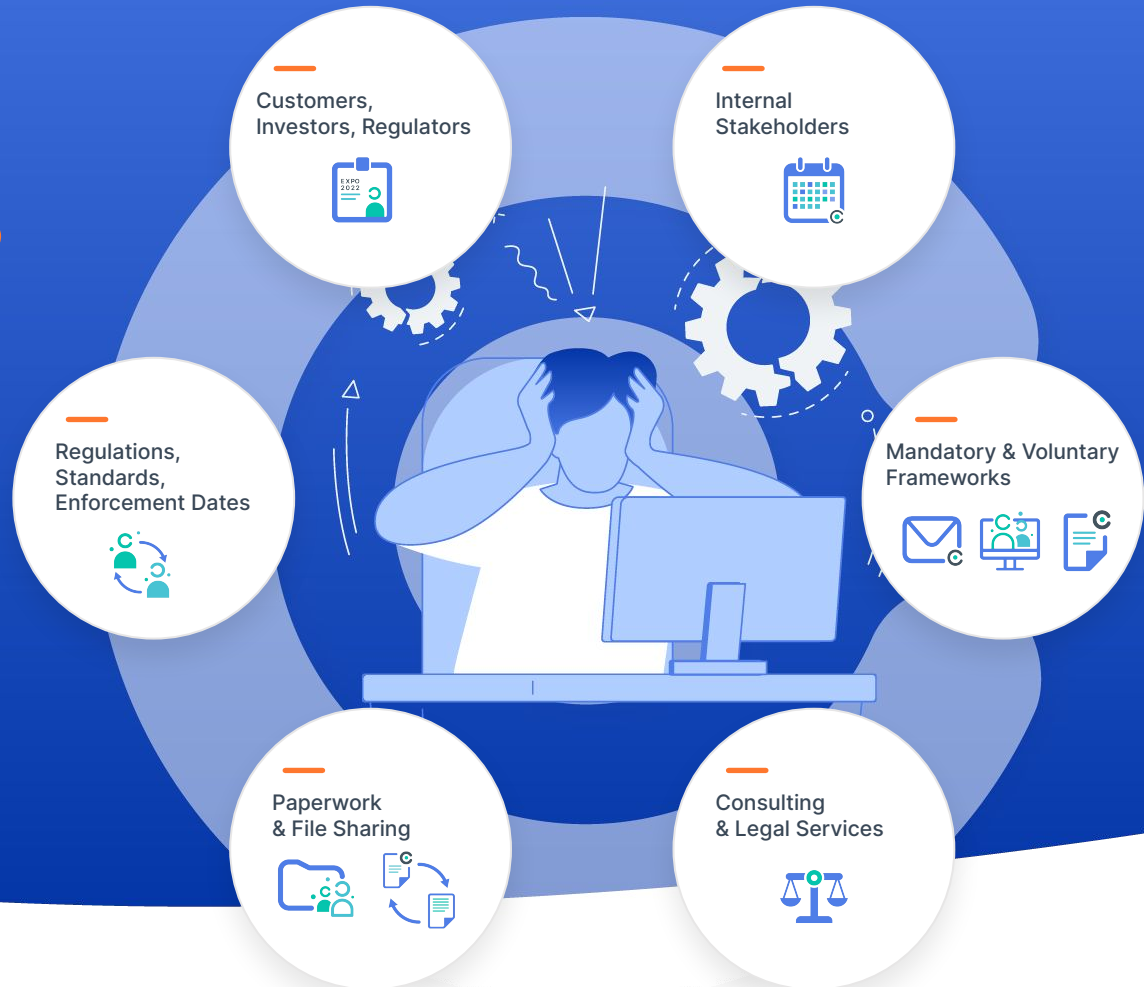 Customers,
Investors, Regulators
EXPO
2022
Internal
Stakeholders
Regulations,
Standards,
Enforcement Dates
Mandatory & Voluntary
Frameworks
Paperwork
& File Sharing
Consulting
& Legal Services